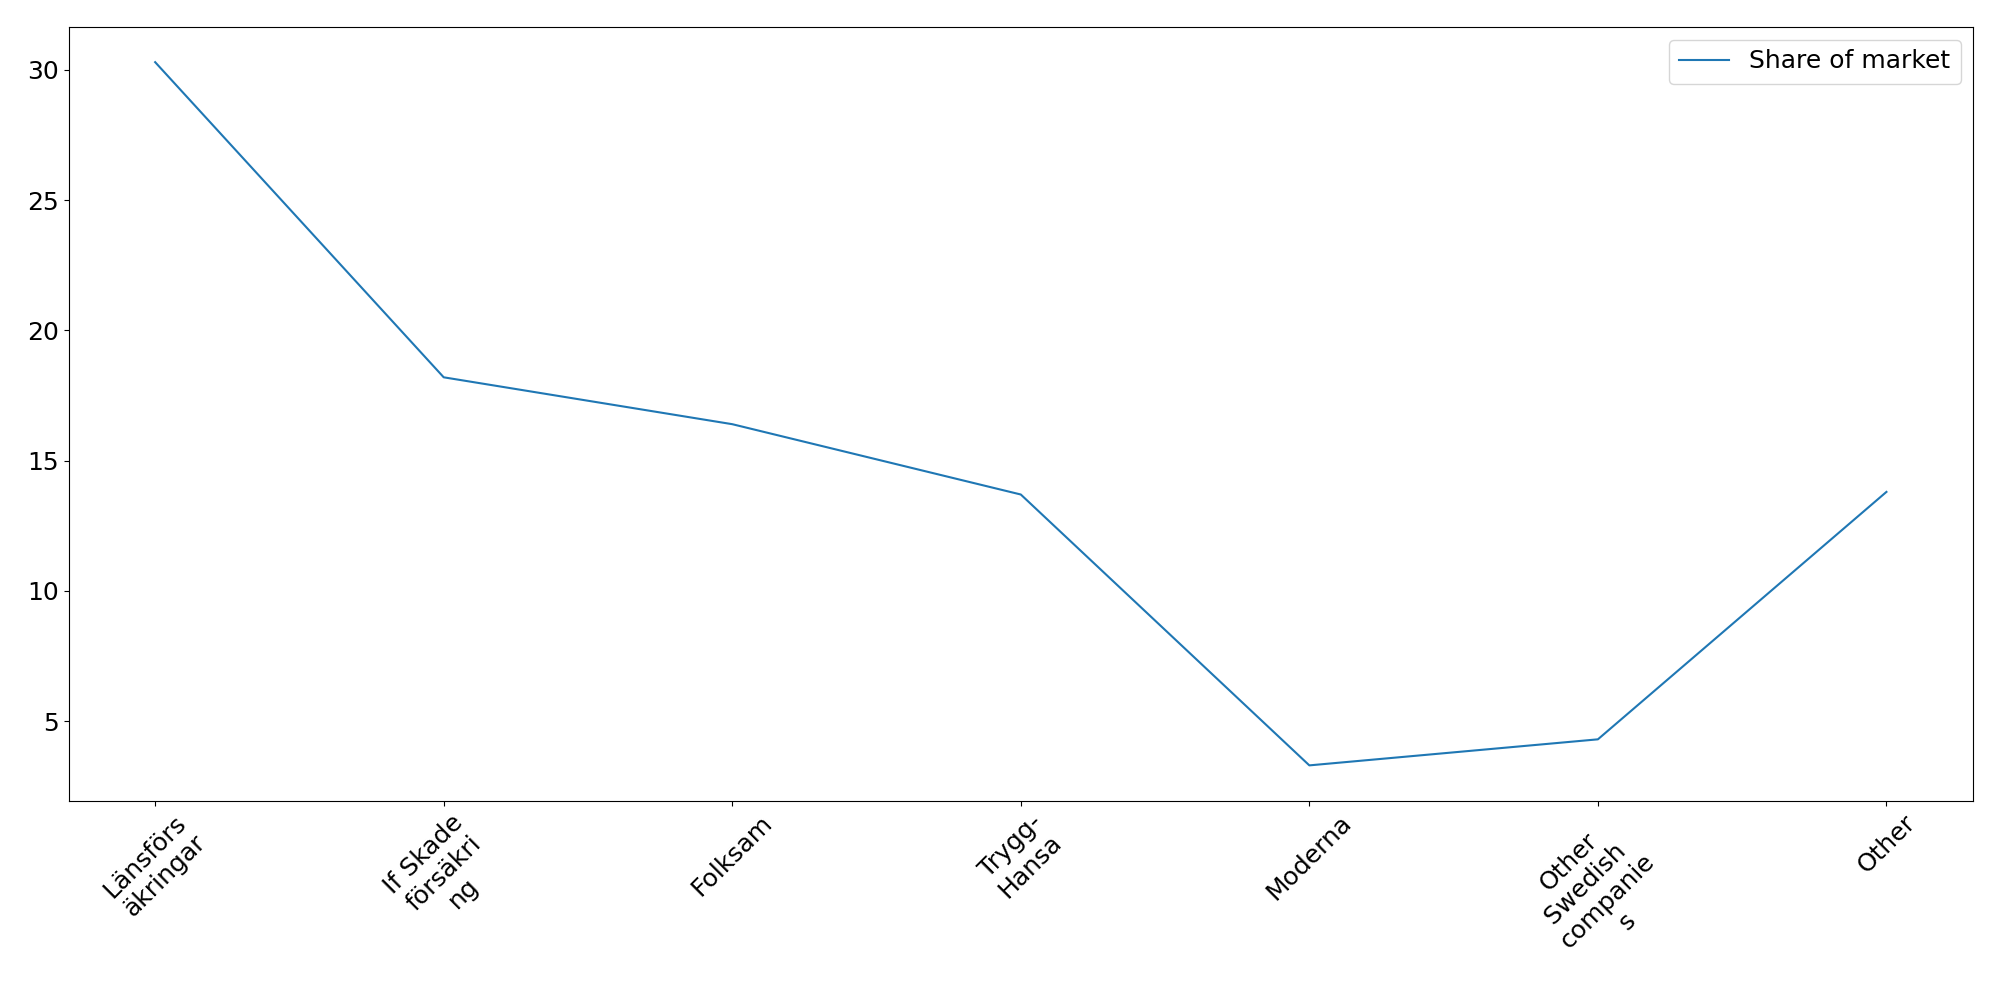 Share of market
30
25
20
15
10
5
Länsförs
äkringar
If Skade
försäkri
ng
Folksam
Trygg-
Hansa
Moderna
Other
Swedish
companie
s
Other